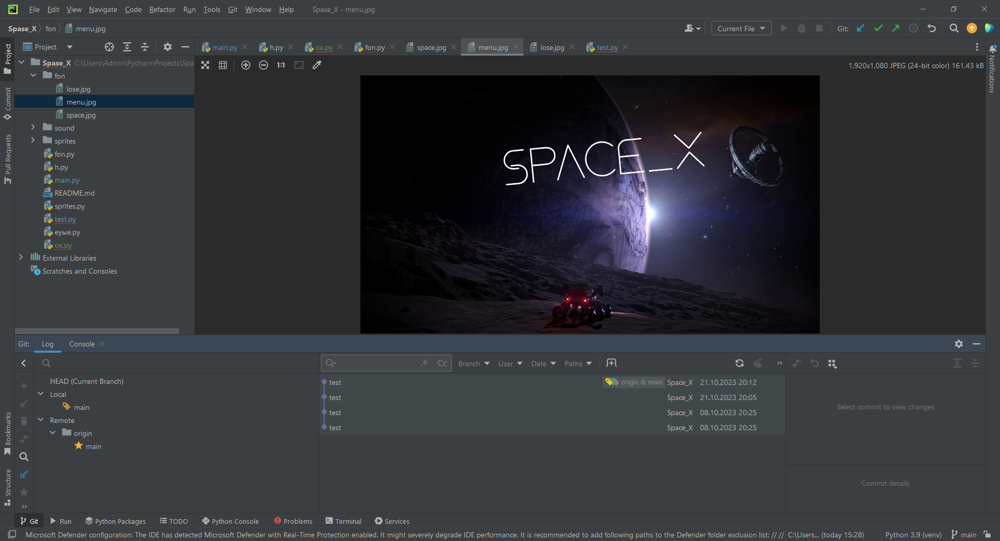 File Edit View Navigate Code Refactor Run Tools Git Window Help Spase_X - menu.jpg
Spase_X fon menu.jpg Current File Git:
Project main.py h.py ок.py fon.py space.jpg menu.jpg lose.jpg test.py
Spase_X C:\Users\Admin\PycharmProjects\Spa
1:1 1,920x1,080 JPEG (24-bit color) 161,43 kB
fon
lose.jpg
menu.jpg
space.jpg
sound
sprites
fon.py
h.py
main.py
MD README.md
sprites.py
test.py
еуые.py
ок.py
External Libraries
Scratches and Consoles
SPACE_X
Project
Commit
Pull Requests
Bookmarks
Structure
Notifications
Git: Log Console
Cc Branch User Date Paths
HEAD (Current Branch)
Local
main
Remote
origin
main
test origin & main Space_X 21.10.2023 20:12
test Space_X 21.10.2023 20:05
test Space_X 08.10.2023 20:25
test Space_X 08.10.2023 20:25
Select commit to view changes
Commit details
Git Run Python Packages TODO Python Console Problems Terminal Services
Microsoft Defender configuration: The IDE has detected Microsoft Defender with Real-Time Protection enabled. It might severely degrade IDE performance. It is recommended to add following paths to the Defender folder exclusion list: // // C:\Users... (today 15:28) Python 3.9 (venv) main